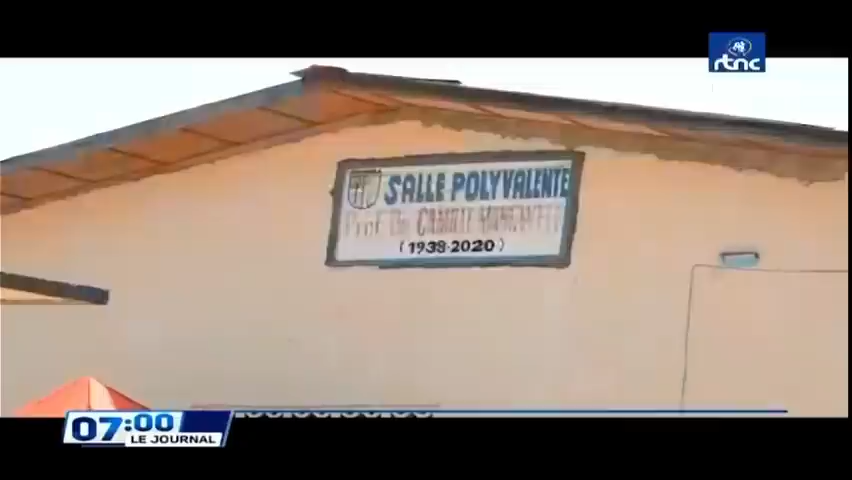 rtnc
SALLE POLYVALENTE
Prof. Dr. CAMILLE
(1938-2020)
07:00
LE JOURNAL